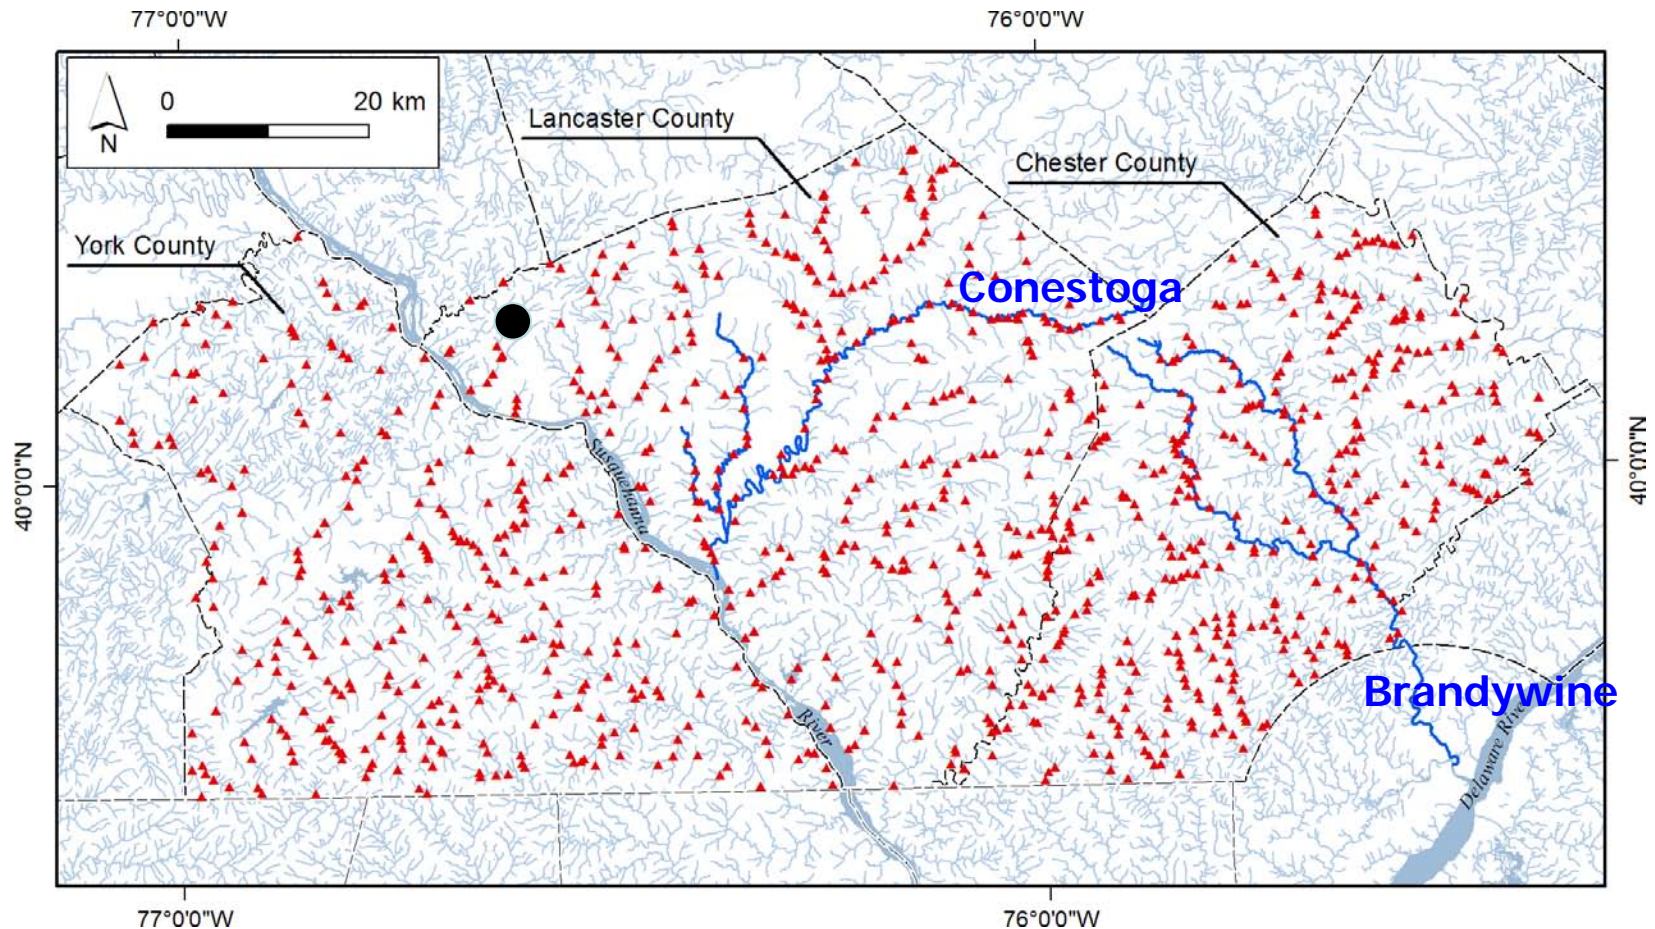 77°0'0"W
76°0'0"W
0
20 km
N
Lancaster County
Chester County
York County
Conestoga
40°0'0"N
40°0'0"N
Susquehanna
River
Brandywine
Delaware River
77°0'0"W
76°0'0"W